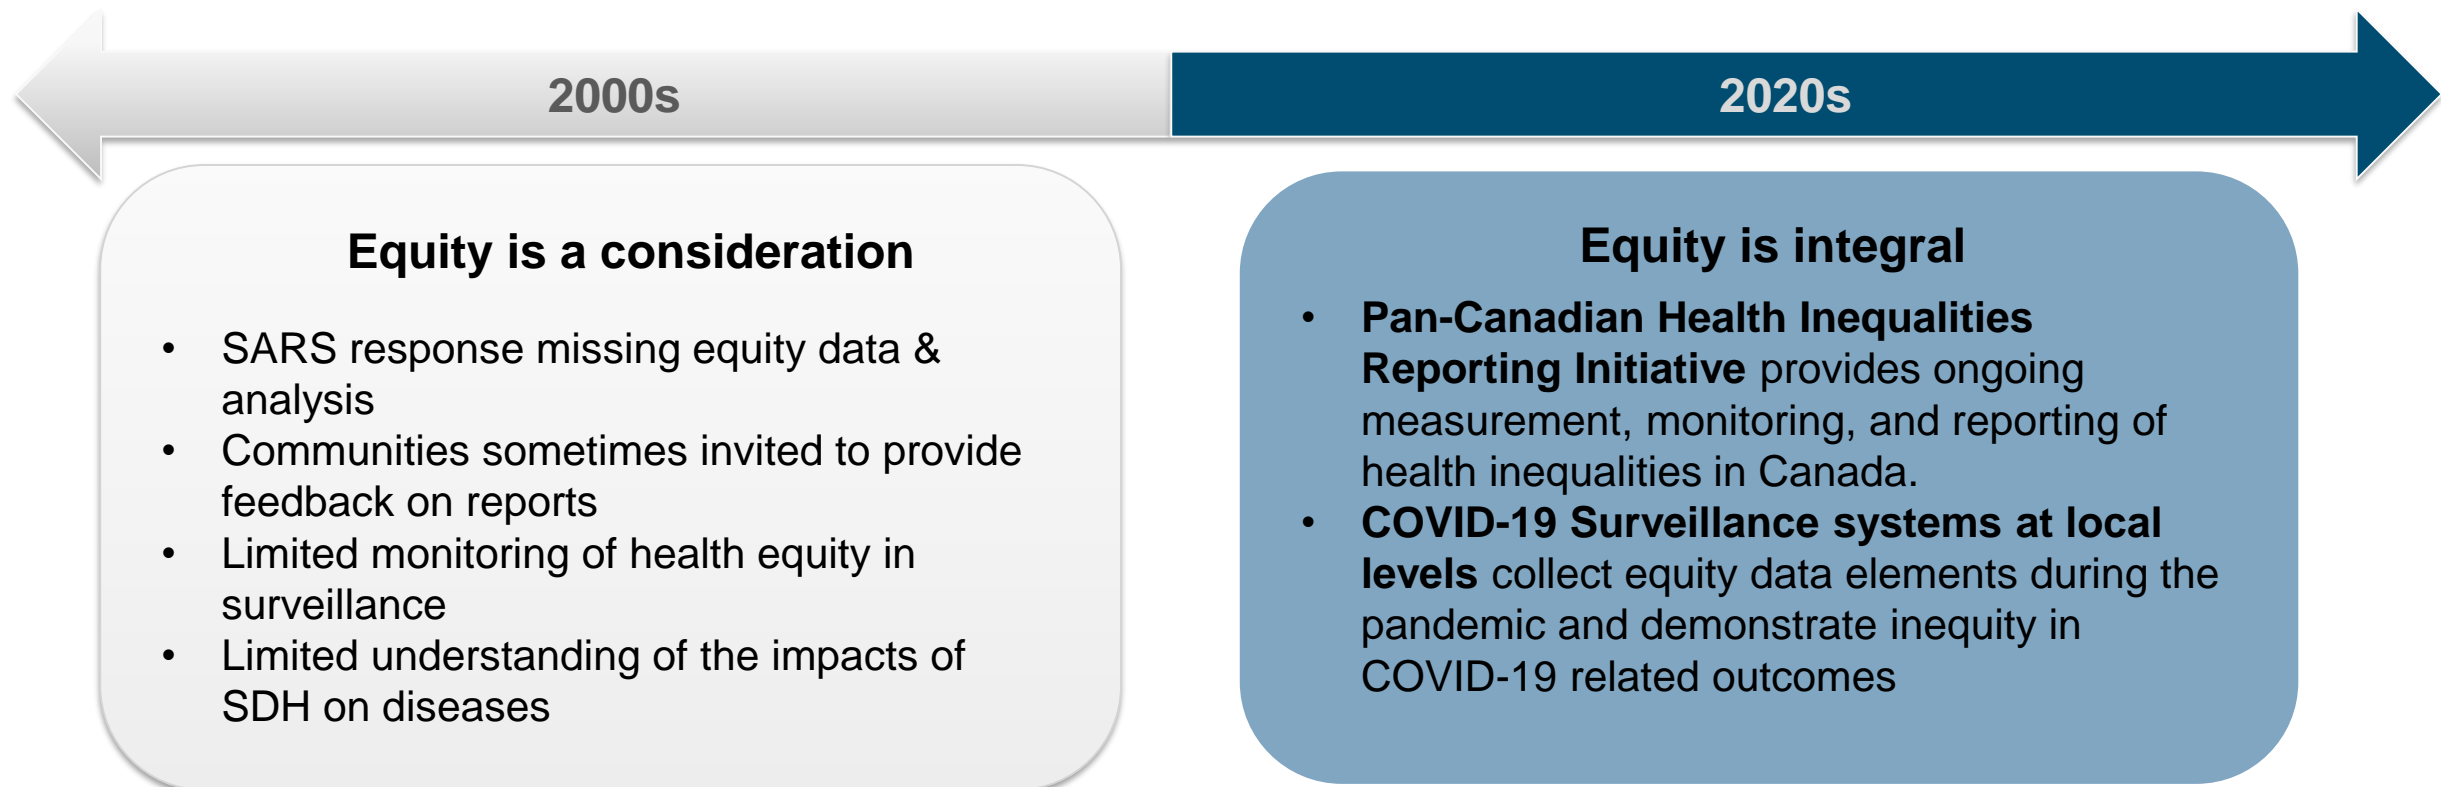 2000s
2020s
Equity is a consideration
• SARS response missing equity data &
analysis
• Communities sometimes invited to provide
feedback on reports
• Limited monitoring of health equity in
surveillance
• Limited understanding of the impacts of
SDH on diseases
Equity is integral
• Pan-Canadian Health Inequalities
Reporting Initiative provides ongoing
measurement, monitoring, and reporting of
health inequalities in Canada.
• COVID-19 Surveillance systems at local
levels collect equity data elements during the
pandemic and demonstrate inequity in
COVID-19 related outcomes